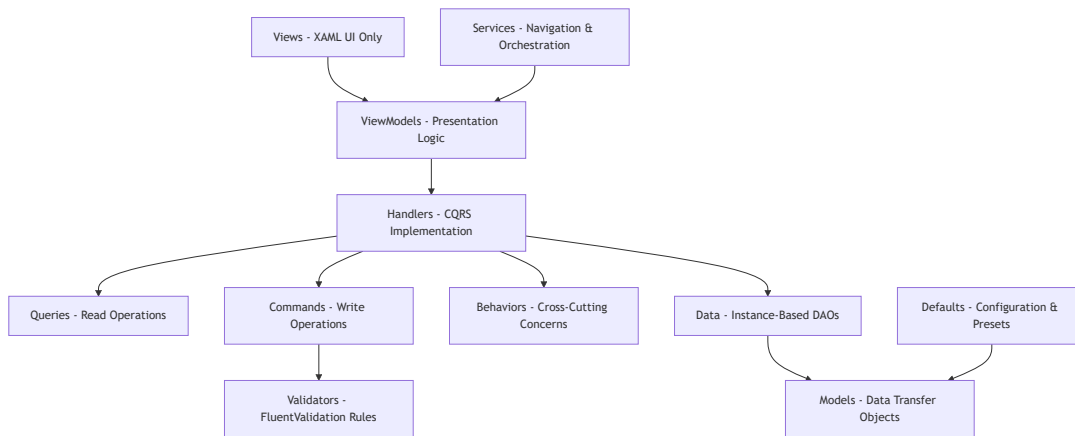 Views - XAML UI Only
Services - Navigation &
Orchestration
ViewModels - Presentation
Logic
Handlers - CQRS
Implementation
Queries - Read Operations
Commands - Write
Operations
Behaviors - Cross-Cutting
Concerns
Data - Instance-Based DAOs
Defaults - Configuration &
Presets
Validators -
FluentValidation Rules
Models - Data Transfer
Objects